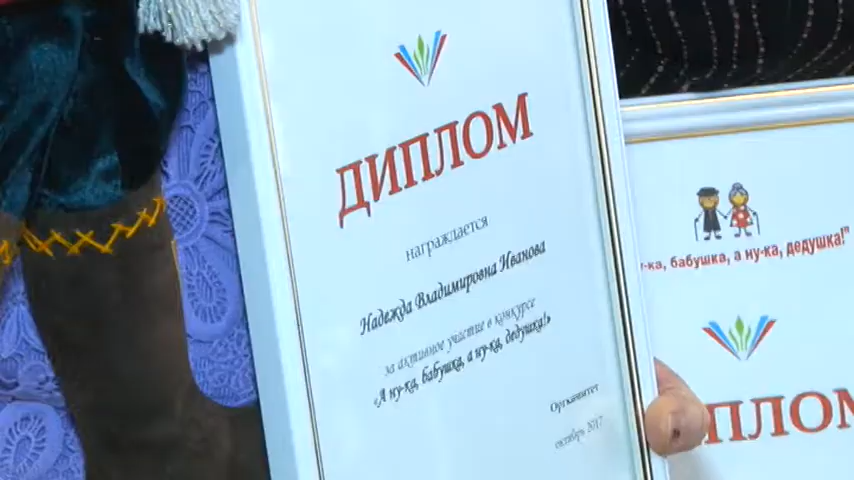 ДИПЛОМ
награждается
Надежда Владимировна Иванова
за активное участие в конкурсе
«А ну-ка, бабушка, а ну-ка, дедушка!»
Оргкомитет
октябрь 2017
у-ка, бабушка, а ну-ка, дедушка!"
ПЛОМ